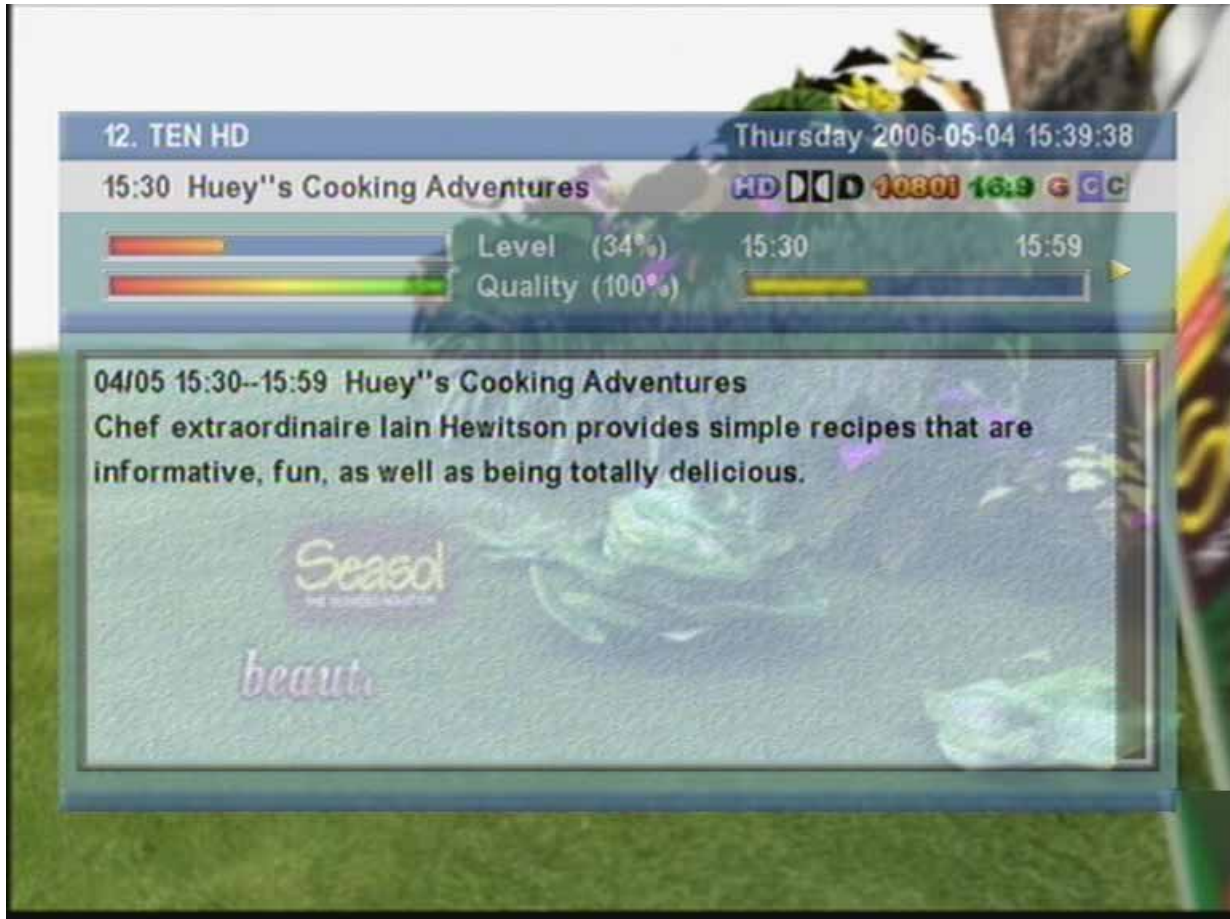 12. TEN HD
Thursday 2006-05-04 15:39:38
15:30 Huey''s Cooking Adventures
HD D 1080i 16:9 G CC
Level (34%)
15:30
15:59
Quality (100%)
04/05 15:30--15:59 Huey''s Cooking Adventures
Chef extraordinaire Iain Hewitson provides simple recipes that are
informative, fun, as well as being totally delicious.
Seasol